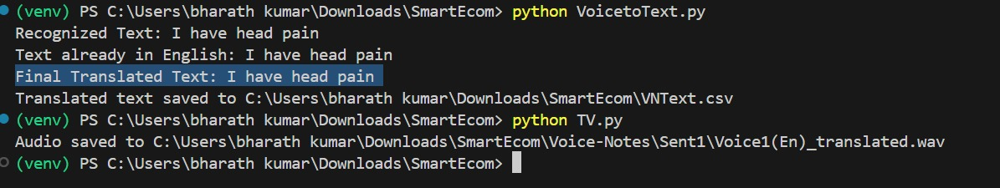 (venv) PS C:\Users\bharath kumar\Downloads\SmartEcom> python VoicetoText.py
Recognized Text: I have head pain
Text already in English: I have head pain
Final Translated Text: I have head pain
Translated text saved to C:\Users\bharath kumar\Downloads\SmartEcom\VNText.csv
(venv) PS C:\Users\bharath kumar\Downloads\SmartEcom> python TV.py
Audio saved to C:\Users\bharath kumar\Downloads\SmartEcom\Voice-Notes\Sent1\Voice1(En)_translated.wav
(venv) PS C:\Users\bharath kumar\Downloads\SmartEcom>